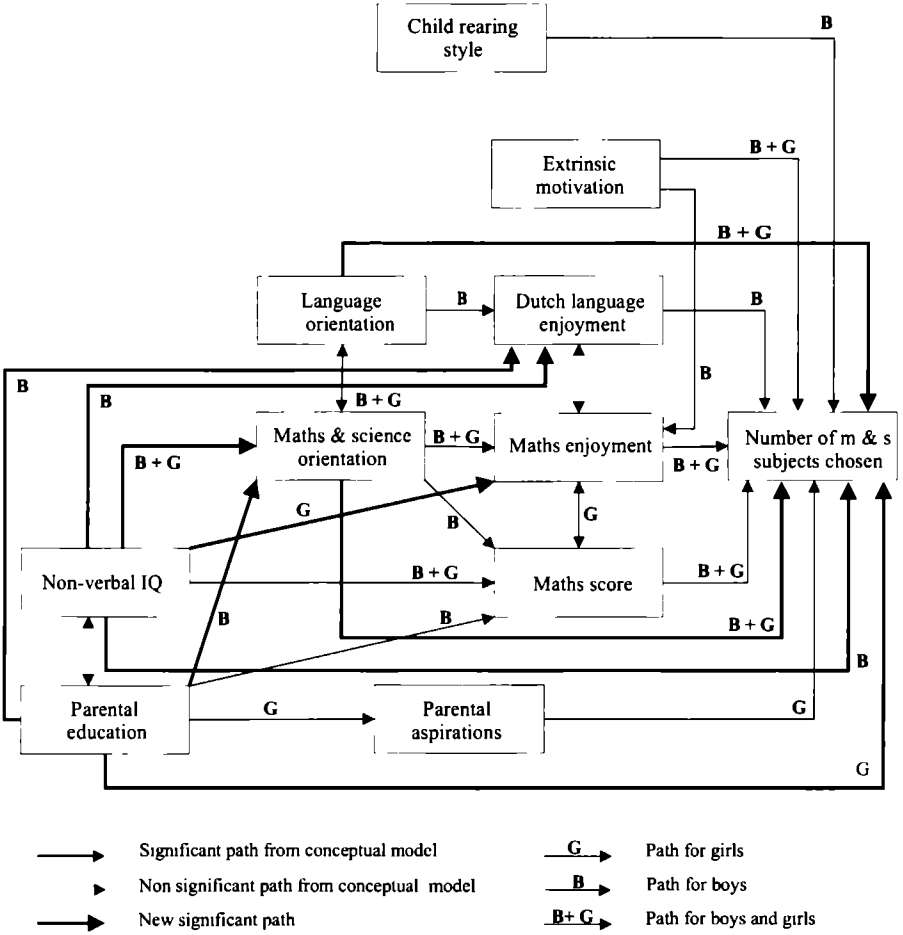 Child rearing
style
B
Extrinsic
motivation
B + G
B + G
Language
orientation
B
Dutch language
enjoyment
B
B
B
B
B + G
Maths & science
orientation
B + G
Maths enjoyment
B + G
Number of m & s
subjects chosen
B + G
G
B
G
Non-verbal IQ
B + G
Maths score
B + G
B
B
B + G
B
Parental
education
G
Parental
aspirations
G
G
Significant path from conceptual model
G
Path for girls
Non significant path from conceptual model
B
Path for boys
New significant path
B+ G
Path for boys and girls